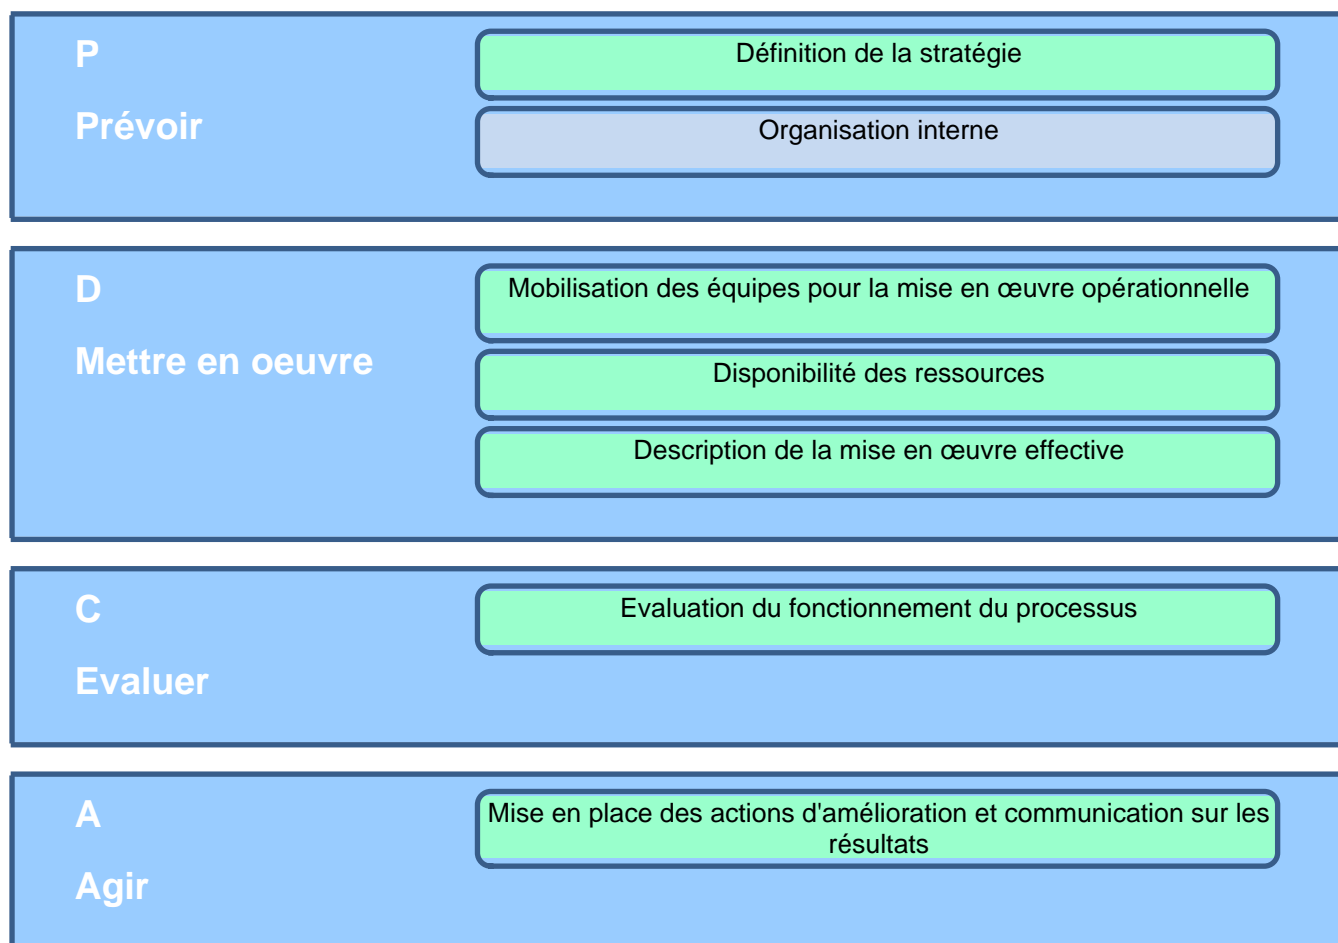 P
Prévoir
Définition de la stratégie
Organisation interne
D
Mettre en oeuvre
Mobilisation des équipes pour la mise en œuvre opérationnelle
Disponibilité des ressources
Description de la mise en œuvre effective
C
Evaluer
Evaluation du fonctionnement du processus
A
Agir
Mise en place des actions d'amélioration et communication sur les
résultats